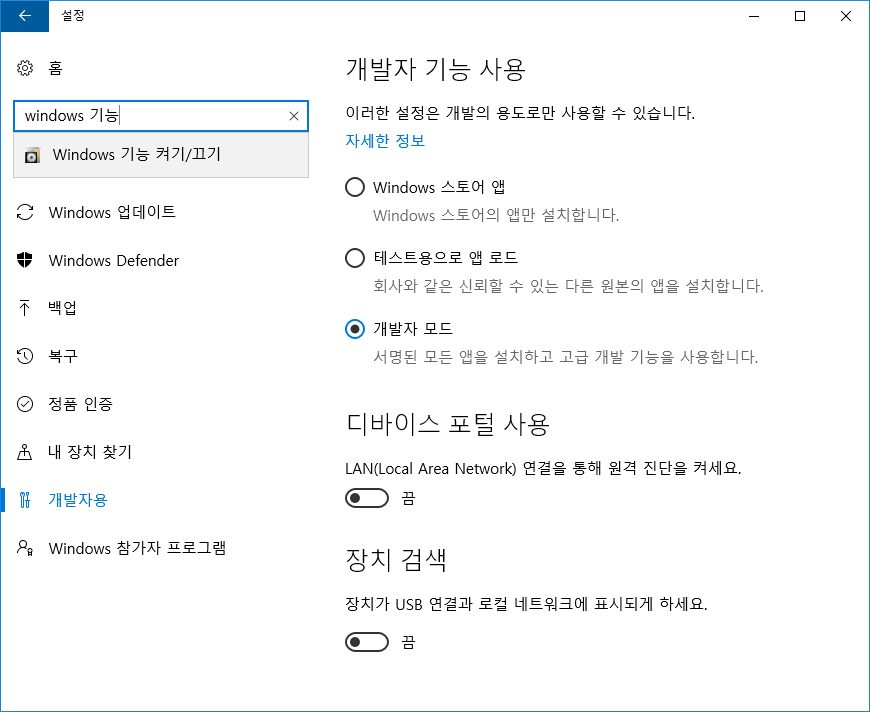 설정
홈
windows 기능
Windows 기능 켜기/끄기
Windows 업데이트
Windows Defender
백업
복구
정품 인증
내 장치 찾기
개발자용
Windows 참가자 프로그램
개발자 기능 사용
이러한 설정은 개발의 용도로만 사용할 수 있습니다.
자세한 정보
Windows 스토어 앱
Windows 스토어의 앱만 설치합니다.
테스트용으로 앱 로드
회사와 같은 신뢰할 수 있는 다른 원본의 앱을 설치합니다.
개발자 모드
서명된 모든 앱을 설치하고 고급 개발 기능을 사용합니다.
디바이스 포털 사용
LAN(Local Area Network) 연결을 통해 원격 진단을 켜세요.
끔
장치 검색
장치가 USB 연결과 로컬 네트워크에 표시되게 하세요.
끔